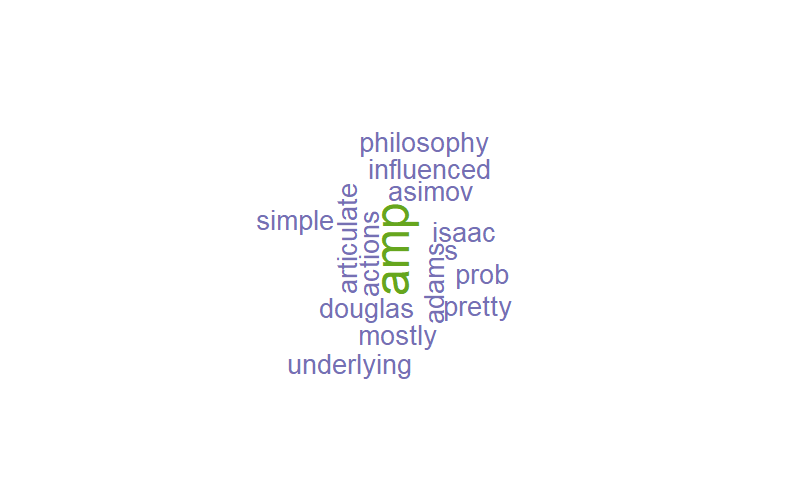 philosophy
influenced
asimov
simple
articulate
actions
amp
isaac
s
adams
prob
douglas
pretty
mostly
underlying